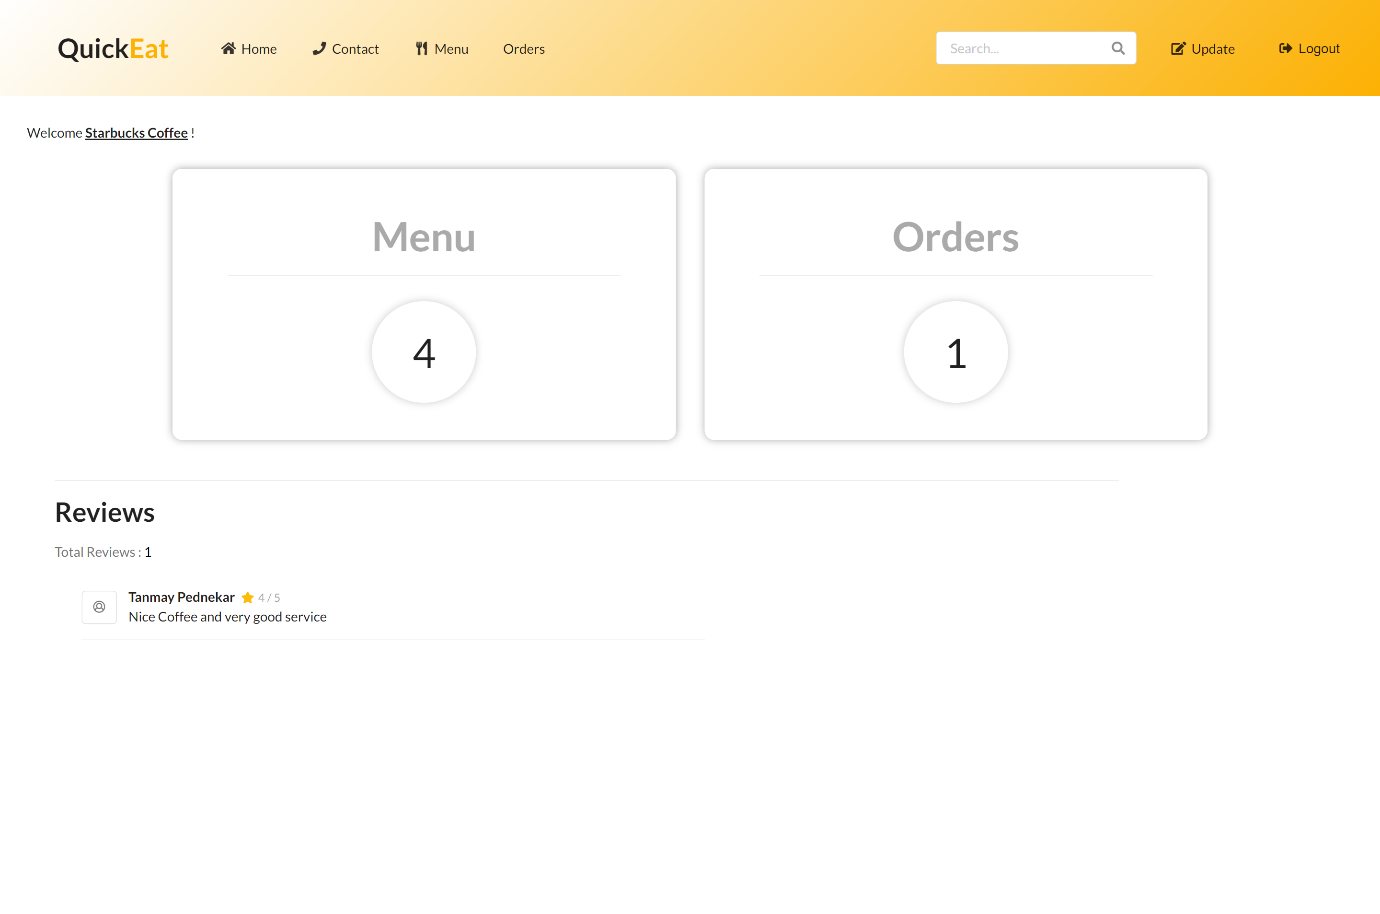 QuickEat Home Contact Menu Orders Search... Update Logout
Welcome Starbucks Coffee !
Menu
4
Orders
1
Reviews
Total Reviews : 1
Tanmay Pednekar 4 / 5
Nice Coffee and very good service